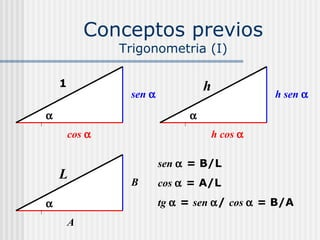 Conceptos previos
Trigonometria (I)
1
sen α
α
cos α
h
h sen α
α
h cos α
L
B
α
A
sen α = B/L
cos α = A/L
tg α = sen α/ cos α = B/A